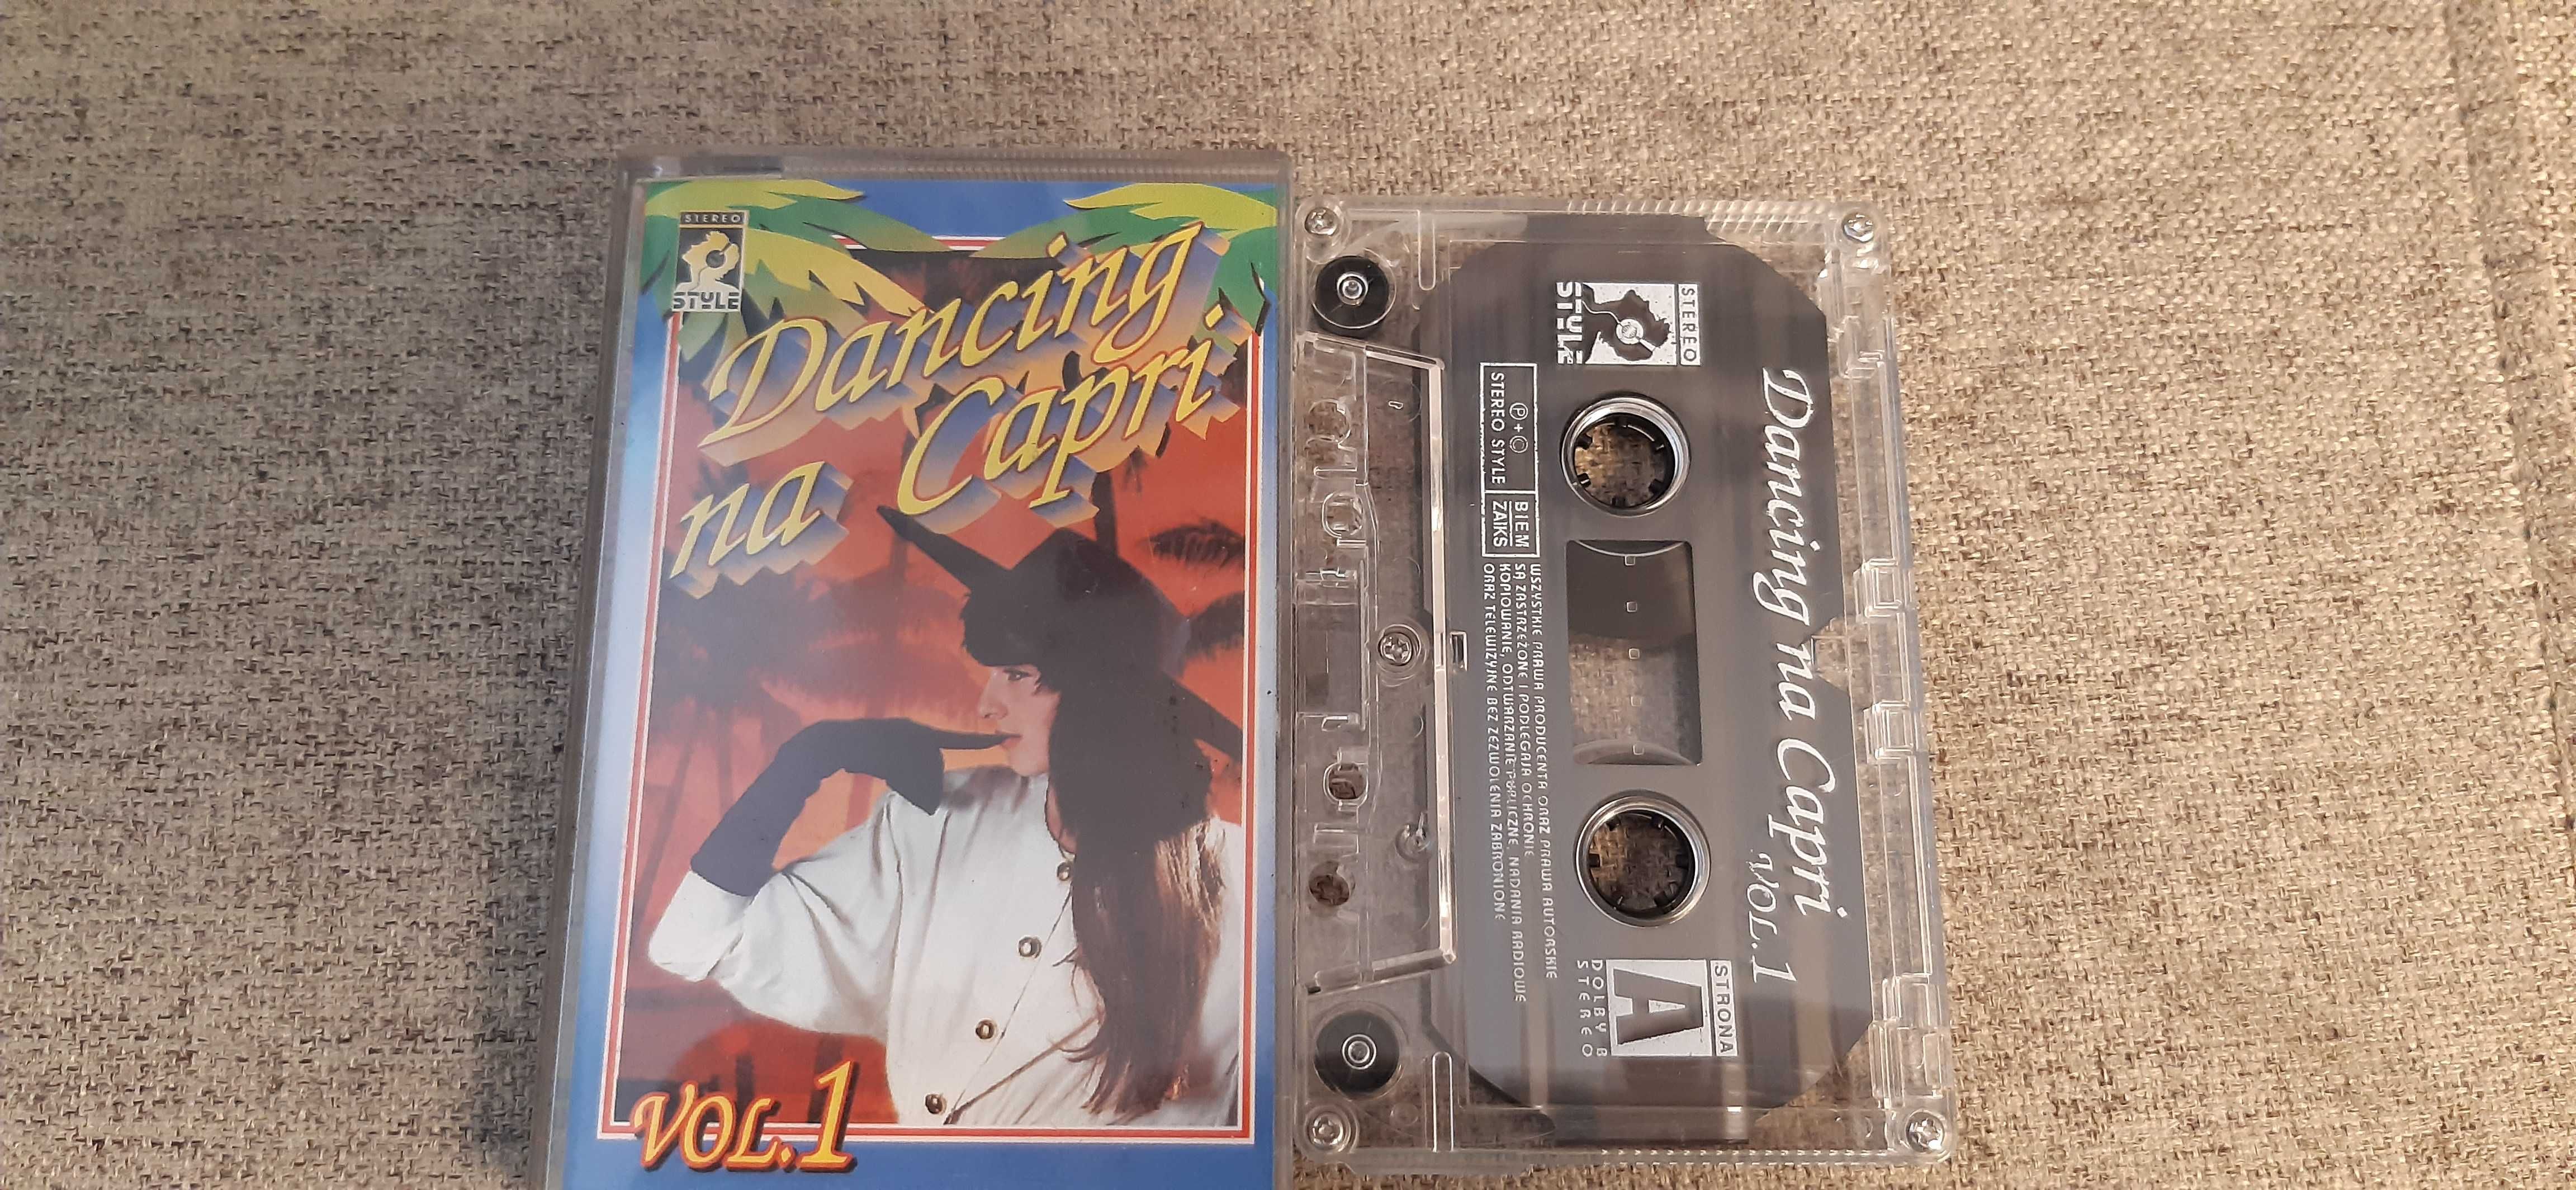 STEREO
STYLE
Dancing
na Capri
VOL.1
STEREO
STYLE
Dancing na Capri
VOL.1
Ⓟ+©
STEREO STYLE
BIEM
ZAIKS
WSZYSTKIE PRAWA PRODUCENTA ORAZ PRAWA AUTORSKIE
SĄ ZASTRZEŻONE I PODLEGAJĄ OCHRONIE.
KOPIOWANIE, ODTWARZANIE PUBLICZNE, NADANIA RADIOWE
ORAZ TELEWIZYJNE BEZ ZEZWOLENIA ZABRONIONE
STRONA
A
DOLBY B
STEREO